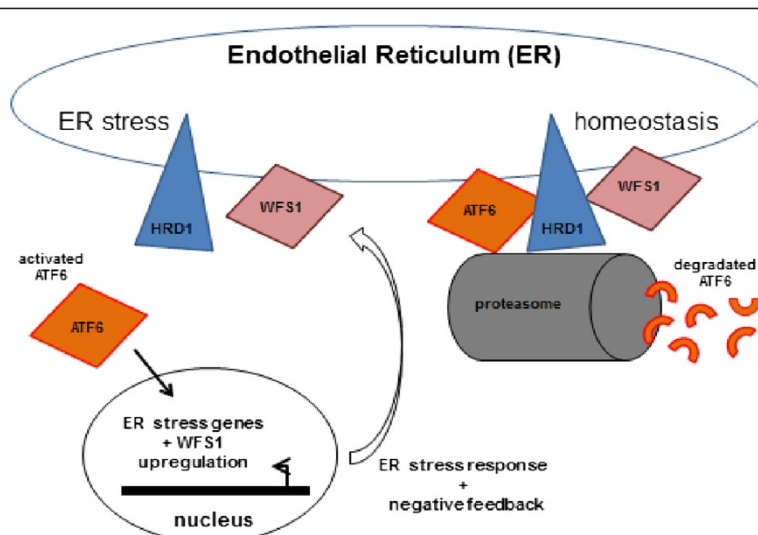 Endothelial Reticulum (ER)
ER stress
homeostasis
HRD1
WFS1
ATF6
HRD1
WFS1
activated
ATF6
ATF6
proteasome
degradated
ATF6
ER stress genes
+ WFS1
upregulation
nucleus
ER stress response
+
negative feedback